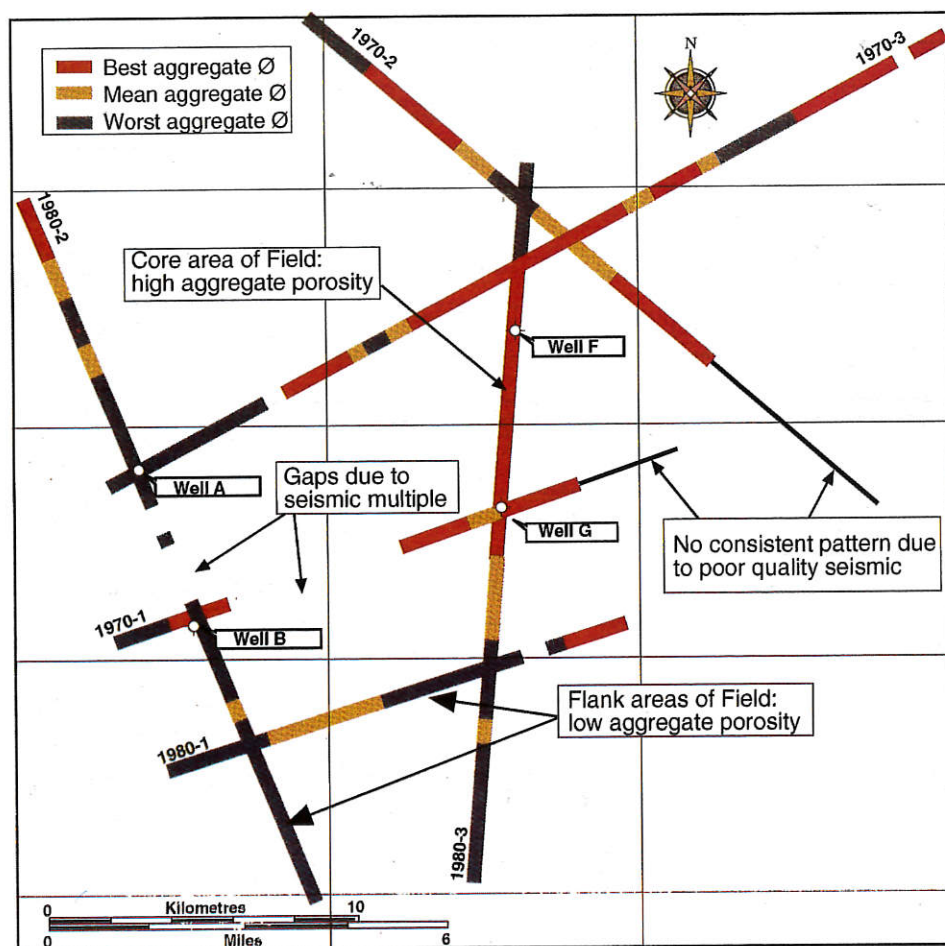 Best aggregate Ø
Mean aggregate Ø
Worst aggregate Ø
1970-2
1970-3
N
1980-2
Core area of Field:
high aggregate porosity
Well F
Well A
Gaps due to
seismic multiple
Well G
No consistent pattern due
to poor quality seismic
1970-1
Well B
Flank areas of Field:
low aggregate porosity
1980-1
1980-3
0 Kilometres 10
0 Miles 6